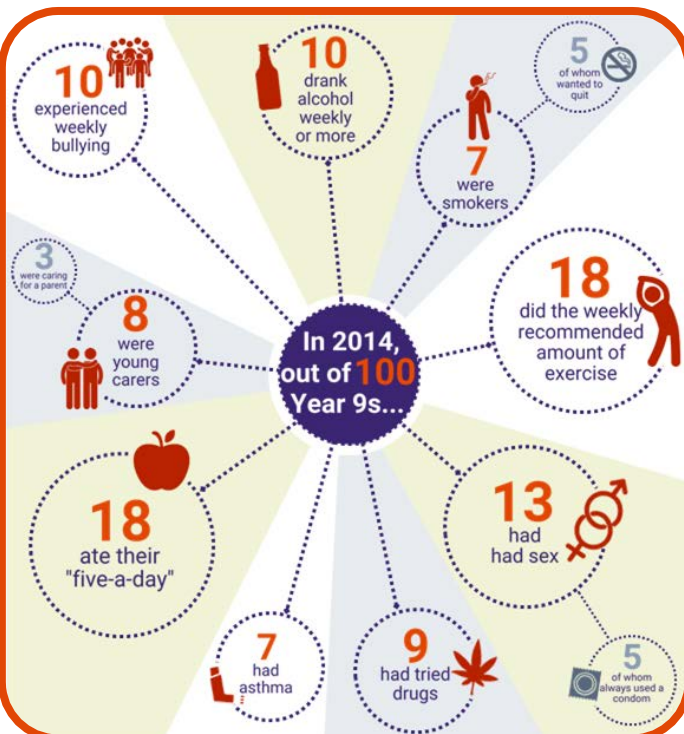 In 2014,
out of 100
Year 9s...
10
experienced
weekly
bullying
10
drank
alcohol
weekly
or more
7
were
smokers
5
of whom
wanted to
quit
18
did the weekly
recommended
amount of
exercise
13
had
had sex
5
of whom
always used a
condom
9
had tried
drugs
7
had
asthma
18
ate their
"five-a-day"
8
were
young
carers
3
were caring
for a parent